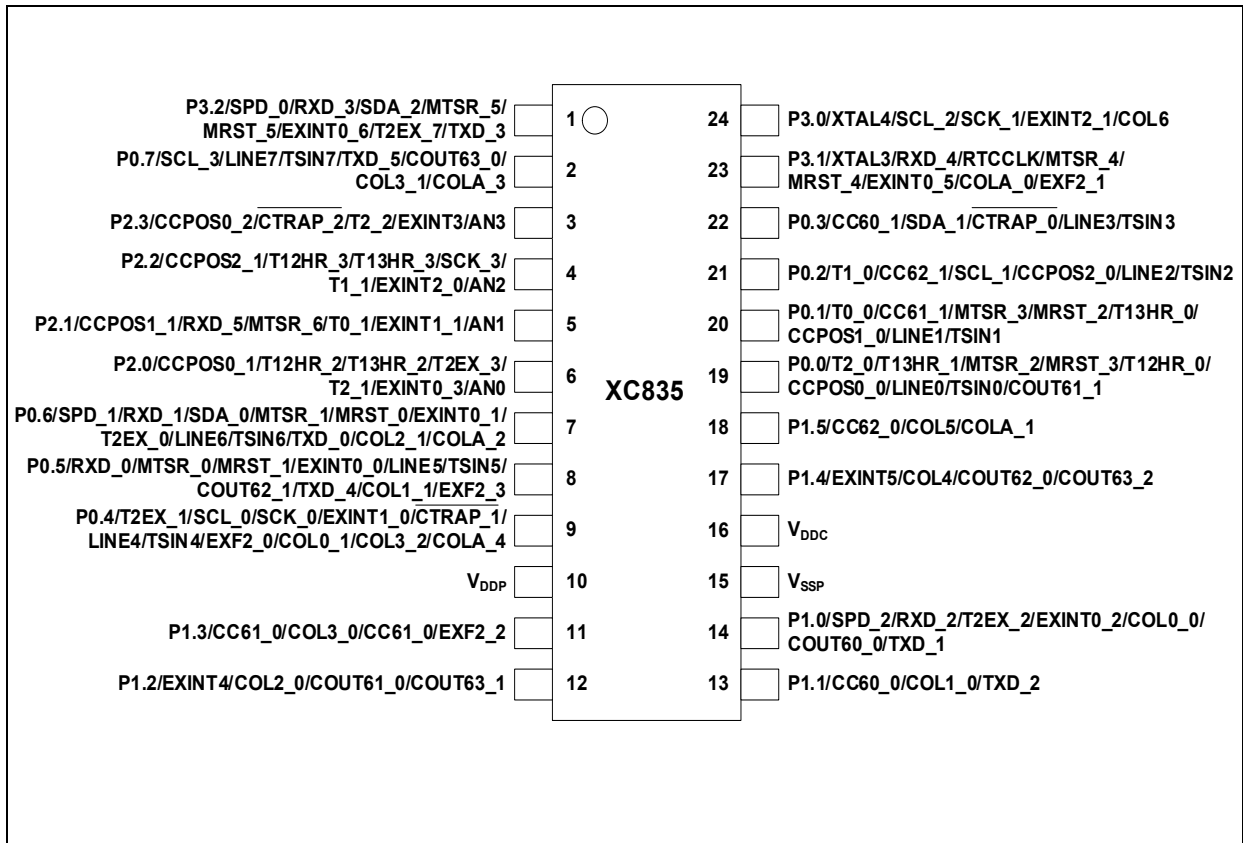 P3.2/SPD_0/RXD_3/SDA_2/MTSR_5/
MRST_5/EXINT0_6/T2EX_7/TXD_3
1
24
P3.0/XTAL4/SCL_2/SCK_1/EXINT2_1/COL6
P0.7/SCL_3/LINE7/TSIN7/TXD_5/COUT63_0/
COL3_1/COLA_3
2
23
P3.1/XTAL3/RXD_4/RTCCLK/MTSR_4/
MRST_4/EXINT0_5/COLA_0/EXF2_1
P2.3/CCPOS0_2/CTRAP_2/T2_2/EXINT3/AN3
3
22
P0.3/CC60_1/SDA_1/CTRAP_0/LINE3/TSIN3
P2.2/CCPOS2_1/T12HR_3/T13HR_3/SCK_3/
T1_1/EXINT2_0/AN2
4
21
P0.2/T1_0/CC62_1/SCL_1/CCPOS2_0/LINE2/TSIN2
P2.1/CCPOS1_1/RXD_5/MTSR_6/T0_1/EXINT1_1/AN1
5
20
P0.1/T0_0/CC61_1/MTSR_3/MRST_2/T13HR_0/
CCPOS1_0/LINE1/TSIN1
P2.0/CCPOS0_1/T12HR_2/T13HR_2/T2EX_3/
T2_1/EXINT0_3/AN0
6
19
P0.0/T2_0/T13HR_1/MTSR_2/MRST_3/T12HR_0/
CCPOS0_0/LINE0/TSIN0/COUT61_1
XC835
P0.6/SPD_1/RXD_1/SDA_0/MTSR_1/MRST_0/EXINT0_1/
T2EX_0/LINE6/TSIN6/TXD_0/COL2_1/COLA_2
7
18
P1.5/CC62_0/COL5/COLA_1
P0.5/RXD_0/MTSR_0/MRST_1/EXINT0_0/LINE5/TSIN5/
COUT62_1/TXD_4/COL1_1/EXF2_3
8
17
P1.4/EXINT5/COL4/COUT62_0/COUT63_2
P0.4/T2EX_1/SCL_0/SCK_0/EXINT1_0/CTRAP_1/
LINE4/TSIN4/EXF2_0/COL0_1/COL3_2/COLA_4
9
16
VDDC
VDDP
10
15
VSSP
P1.3/CC61_0/COL3_0/CC61_0/EXF2_2
11
14
P1.0/SPD_2/RXD_2/T2EX_2/EXINT0_2/COL0_0/
COUT60_0/TXD_1
P1.2/EXINT4/COL2_0/COUT61_0/COUT63_1
12
13
P1.1/CC60_0/COL1_0/TXD_2